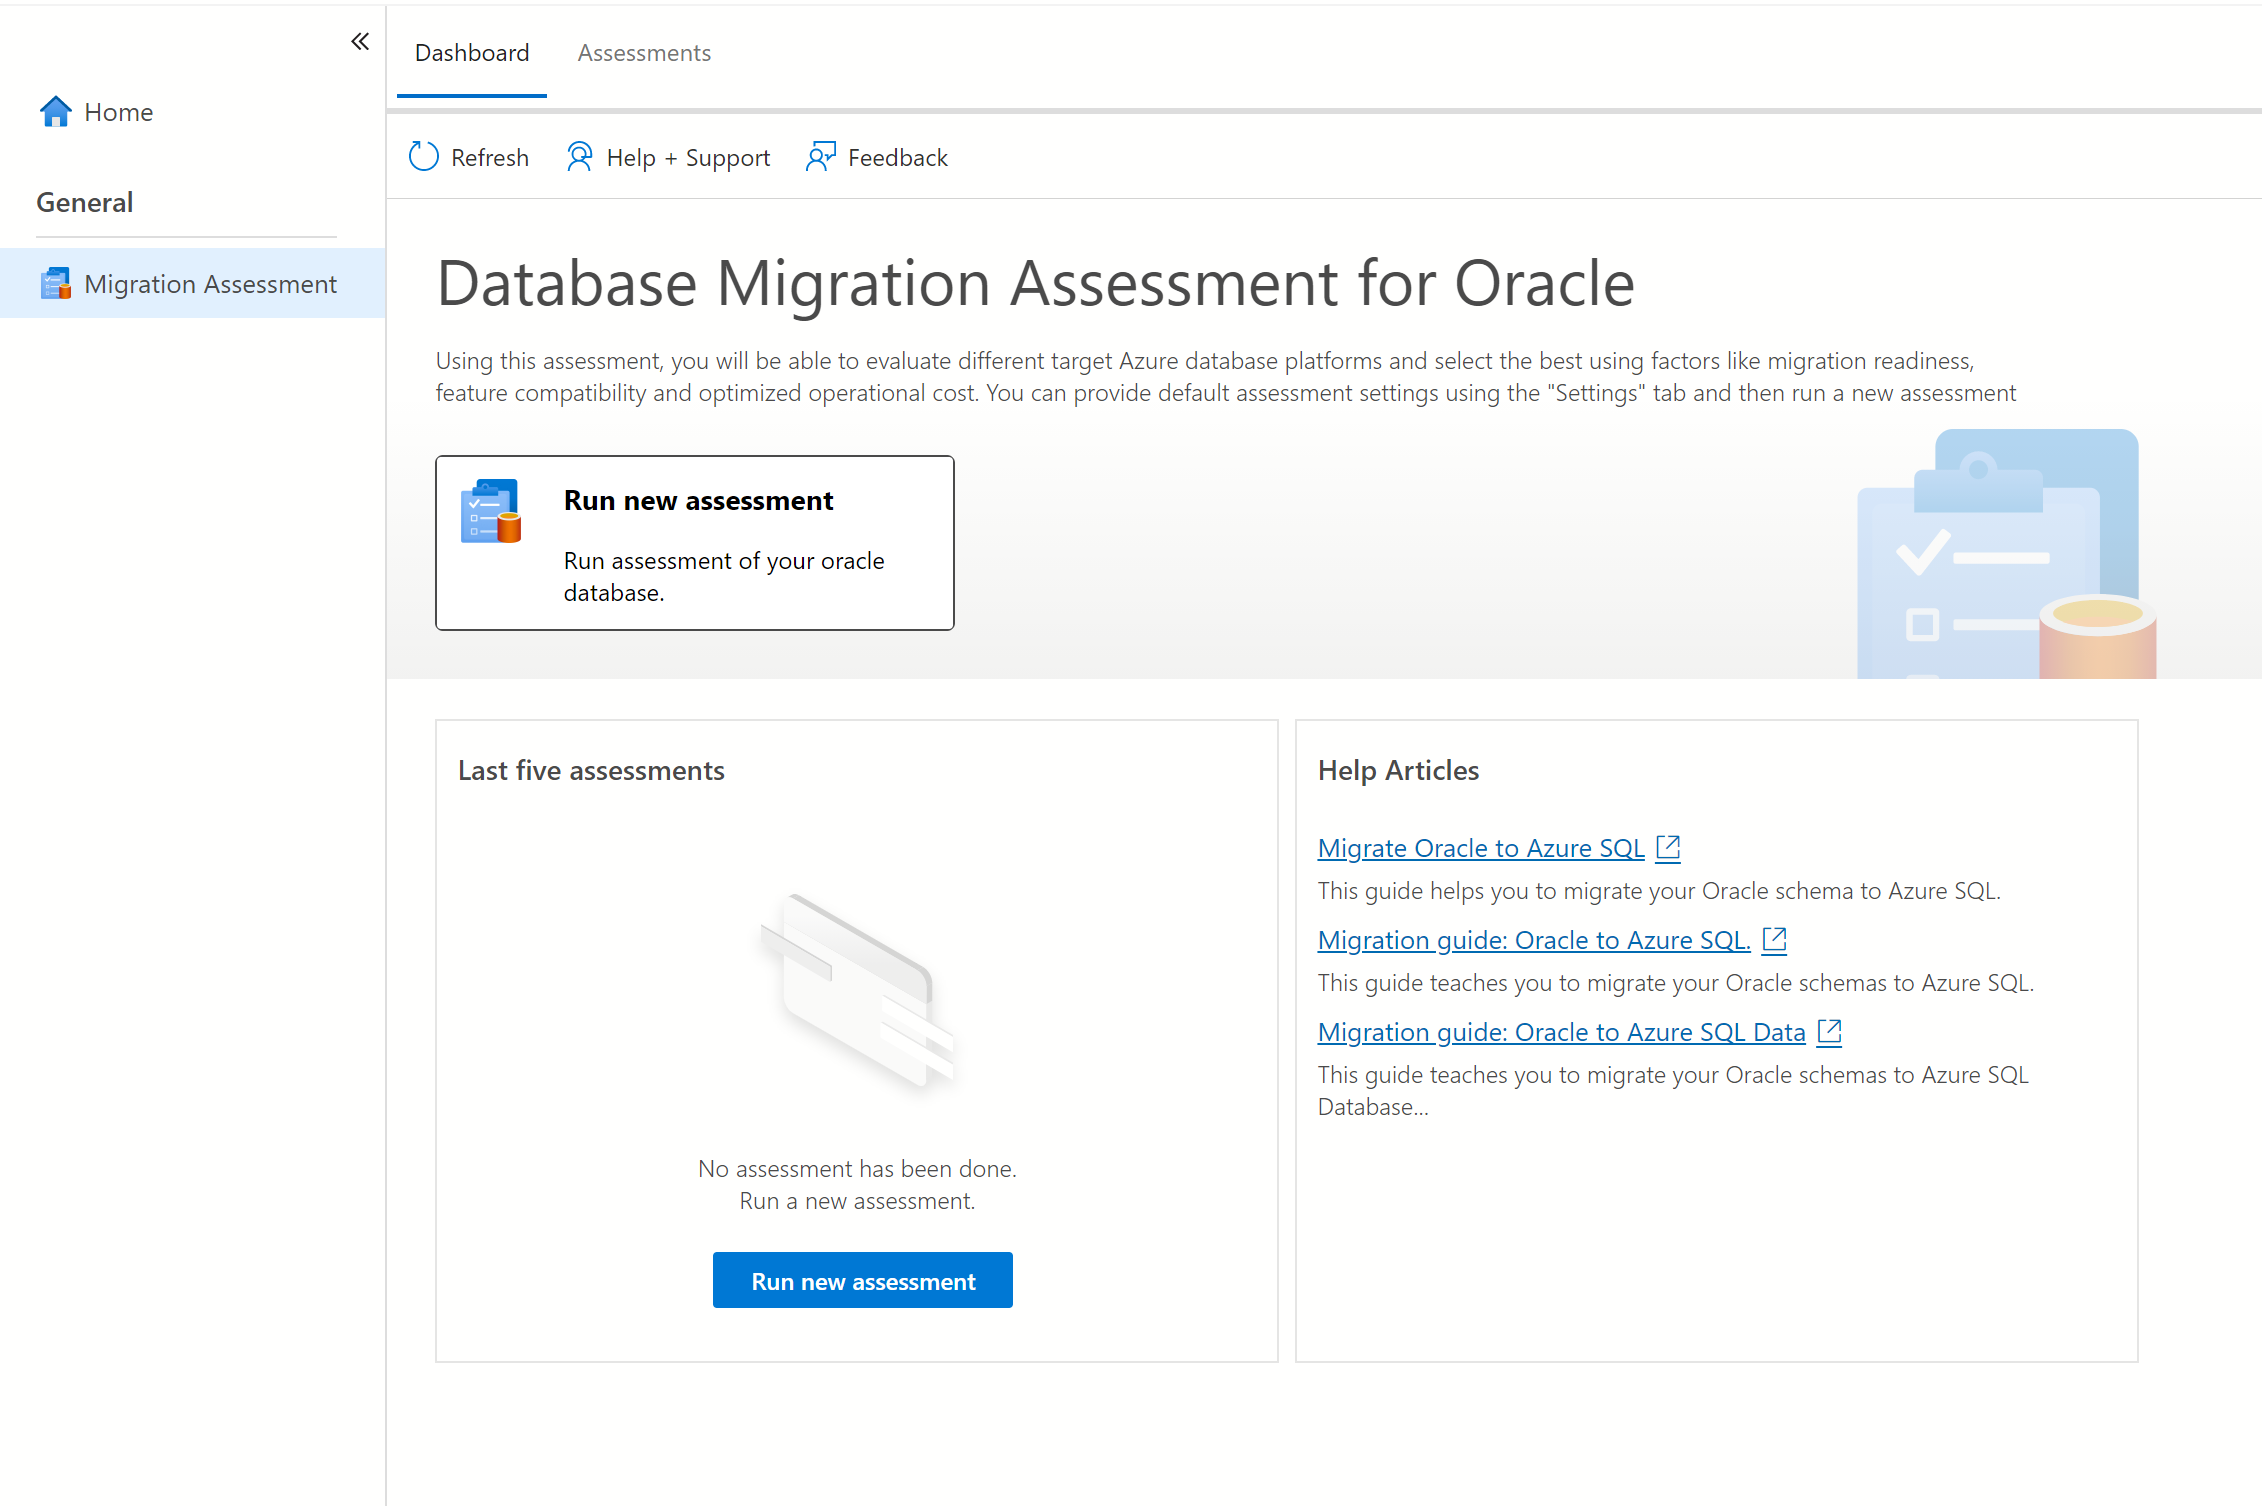 Dashboard
Assessments
Home
Refresh
Help + Support
Feedback
General
Migration Assessment
Database Migration Assessment for Oracle
Using this assessment, you will be able to evaluate different target Azure database platforms and select the best using factors like migration readiness,
feature compatibility and optimized operational cost. You can provide default assessment settings using the "Settings" tab and then run a new assessment
Run new assessment
Run assessment of your oracle
database.
Last five assessments
No assessment has been done.
Run a new assessment.
Run new assessment
Help Articles
Migrate Oracle to Azure SQL
This guide helps you to migrate your Oracle schema to Azure SQL.
Migration guide: Oracle to Azure SQL.
This guide teaches you to migrate your Oracle schemas to Azure SQL.
Migration guide: Oracle to Azure SQL Data
This guide teaches you to migrate your Oracle schemas to Azure SQL
Database...